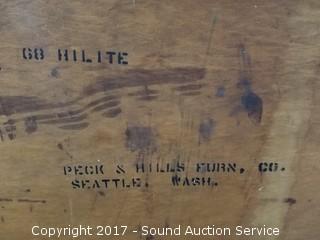 68 HILITE
PECK & HILLS FURN, CO.
SEATTLE. WASH.
Copyright 2017 - Sound Auction Service